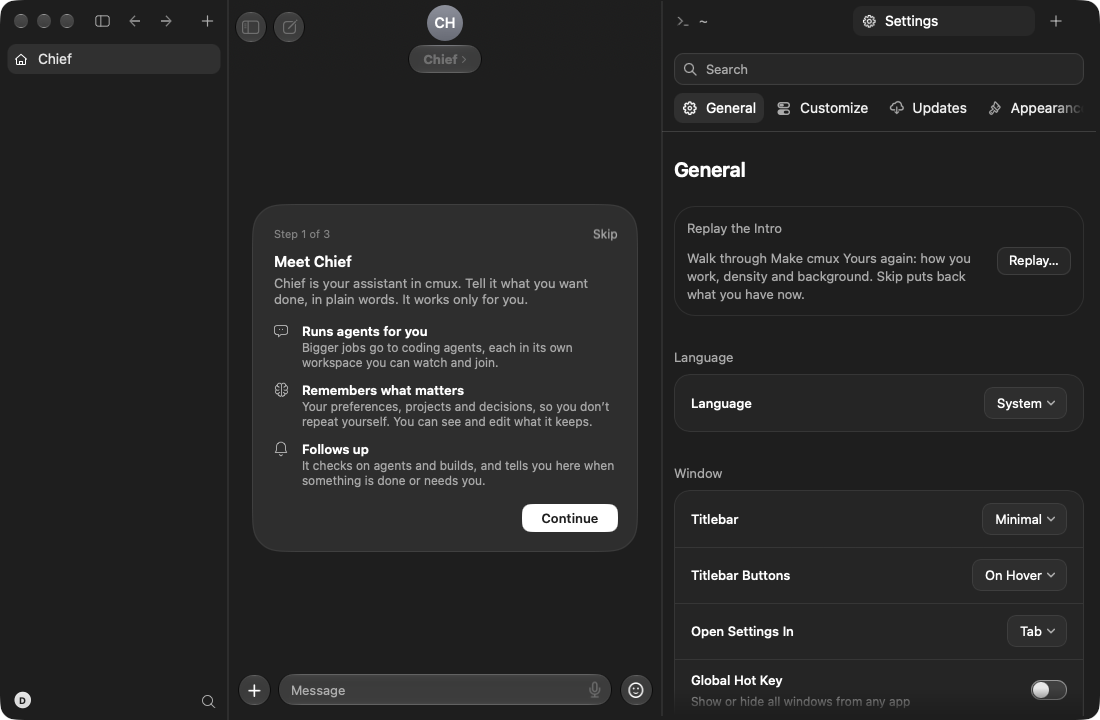 Chief
CH
Chief
Step 1 of 3
Skip
Meet Chief
Chief is your assistant in cmux. Tell it what you want
done, in plain words. It works only for you.
Runs agents for you
Bigger jobs go to coding agents, each in its own
workspace you can watch and join.
Remembers what matters
Your preferences, projects and decisions, so you don't
repeat yourself. You can see and edit what it keeps.
Follows up
It checks on agents and builds, and tells you here when
something is done or needs you.
Continue
Message
D
~
Settings
Search
General
Customize
Updates
Appearanc
General
Replay the Intro
Walk through Make cmux Yours again: how you
work, density and background. Skip puts back
what you have now.
Replay...
Language
Language
System
Window
Titlebar
Minimal
Titlebar Buttons
On Hover
Open Settings In
Tab
Global Hot Key
Show or hide all windows from any app